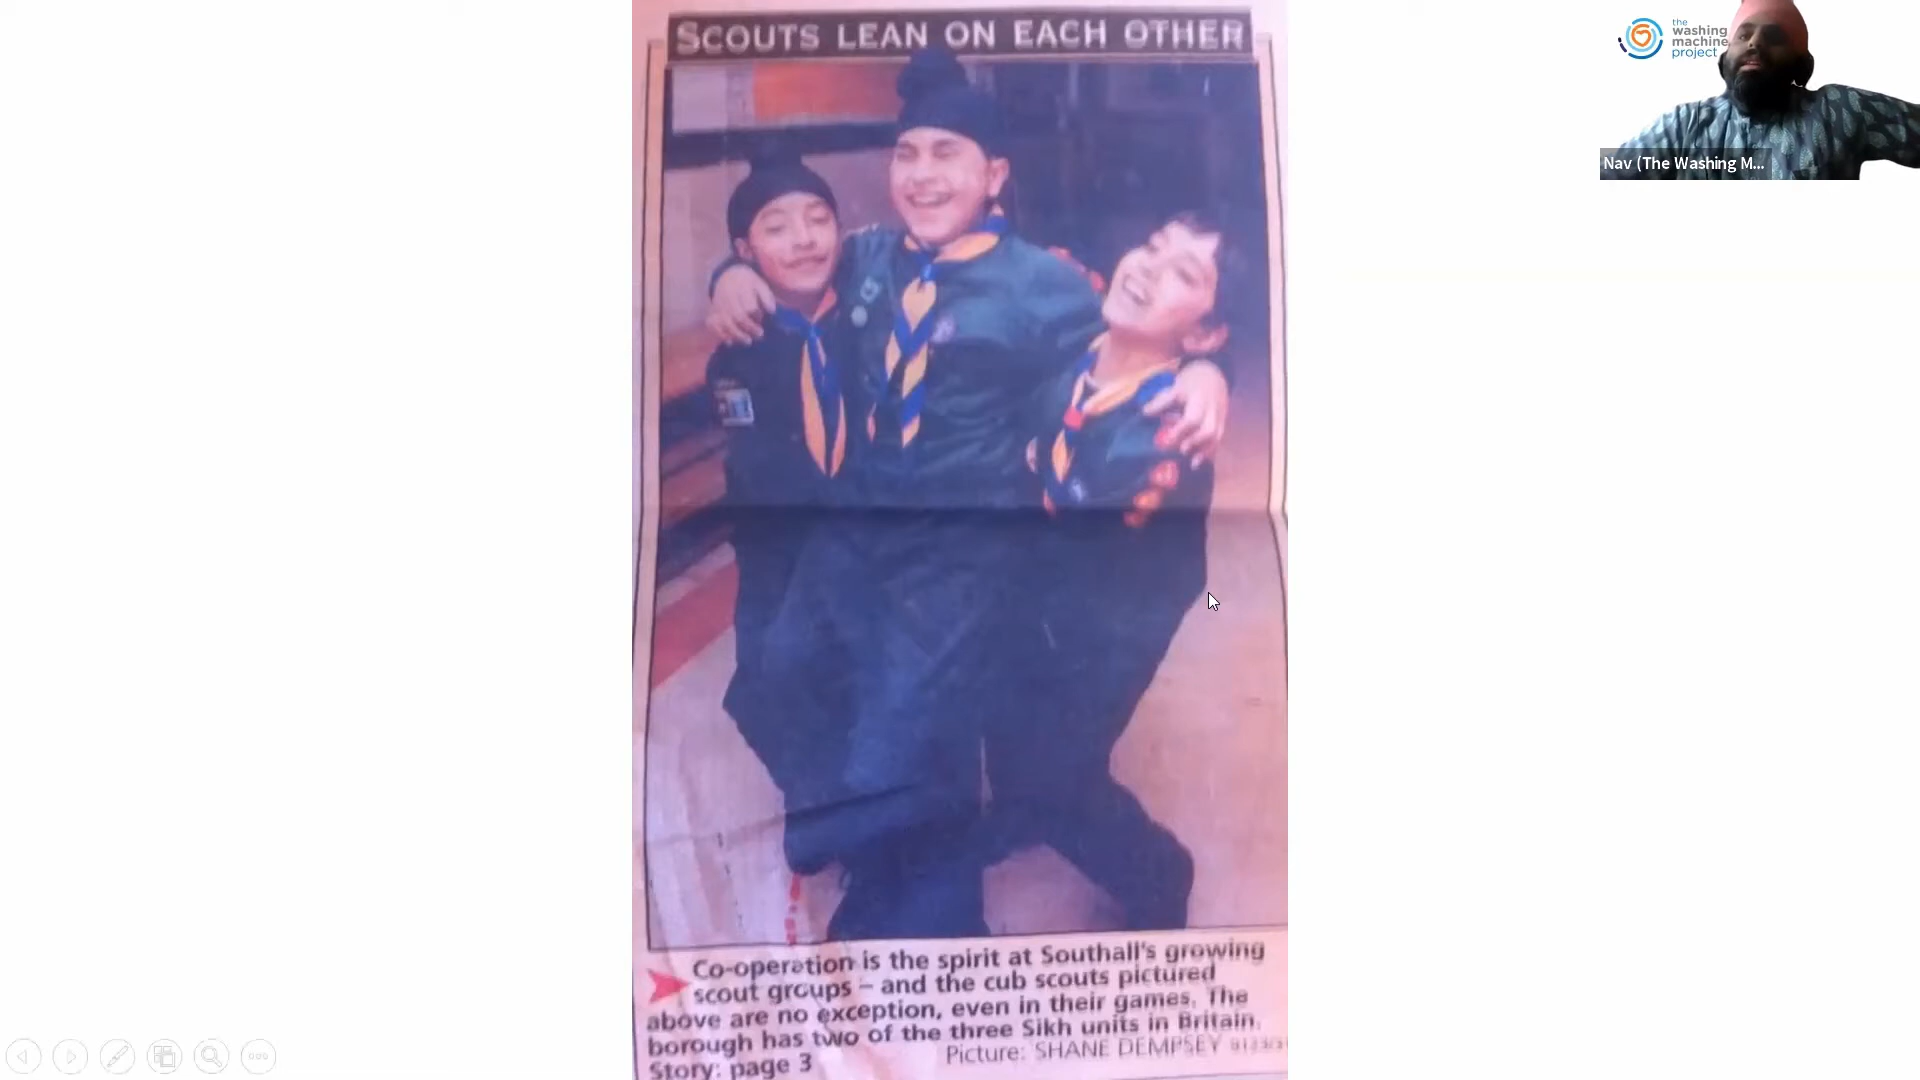 SCOUTS LEAN ON EACH OTHER
the
washing
machine
project
Nav (The Washing M...
Co-operation is the spirit at Southall's growing
scout groups – and the cub scouts pictured
above are no exception, even in their games. The
borough has two of the three Sikh units in Britain.
Picture: SHANE DEMPSEY
Story: page 3